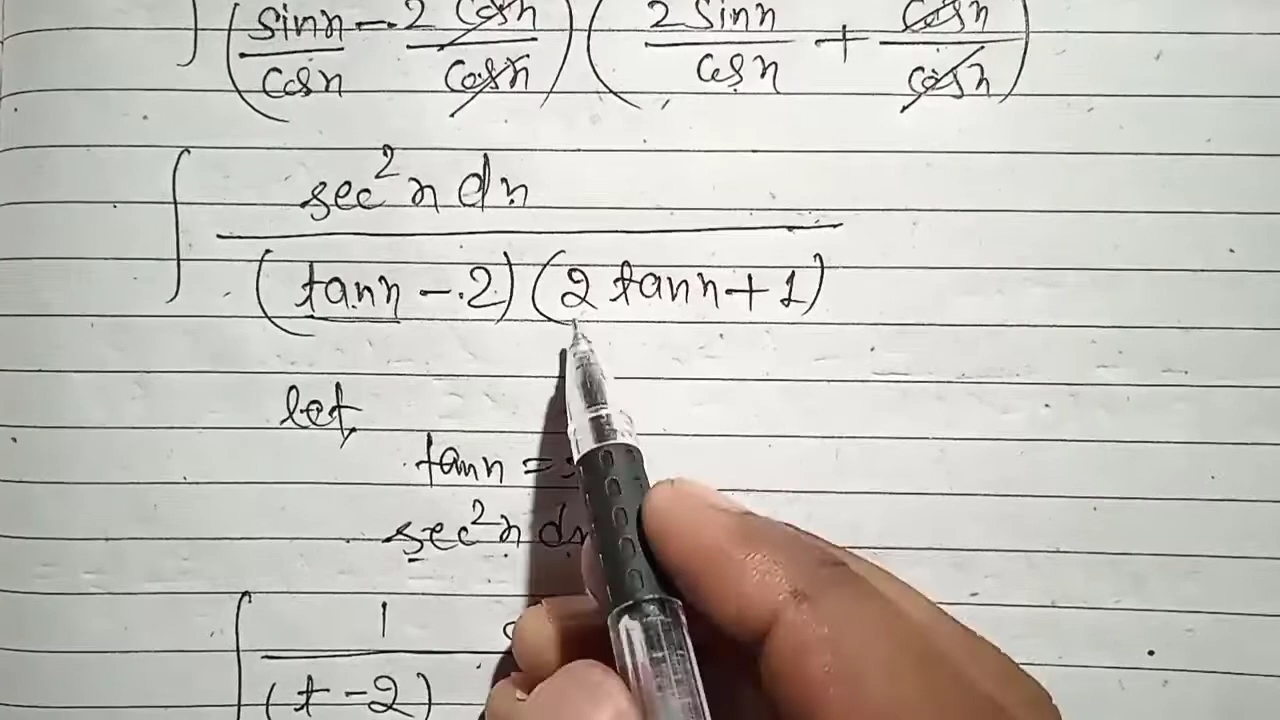 ∫ (sinx/cosx - 2 cosx/cosx) (2 sinx/cosx + cosx/cosx)
∫ sec²x dx / (tanx - 2) (2 tanx + 1)
let,
tanx =
sec²x dx
∫ 1 / (t - 2)